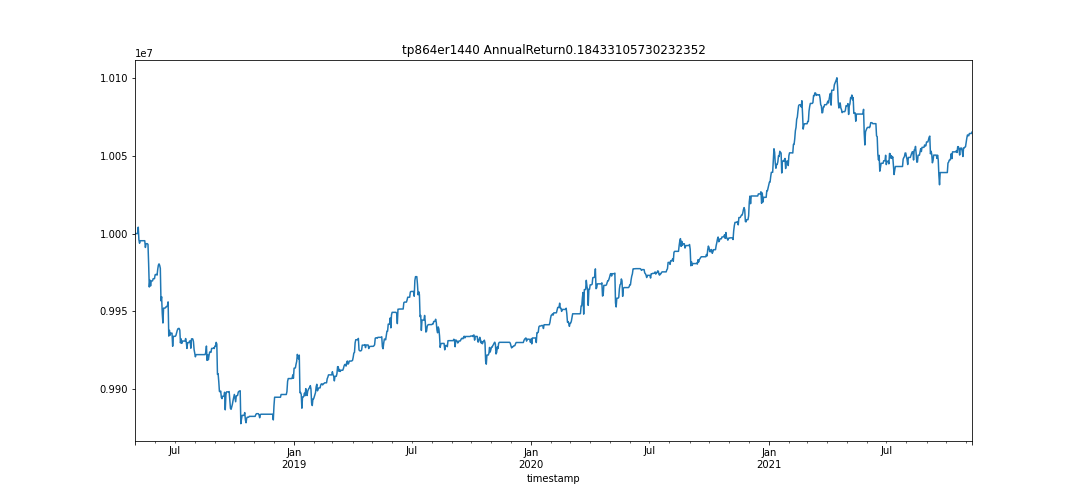 tp864er1440 AnnualReturn0.18433105730232352
1e7
1.010
1.005
1.000
0.995
0.990
Jul Jan Jul Jan Jul Jan Jul
2019 2020 2021
timestamp